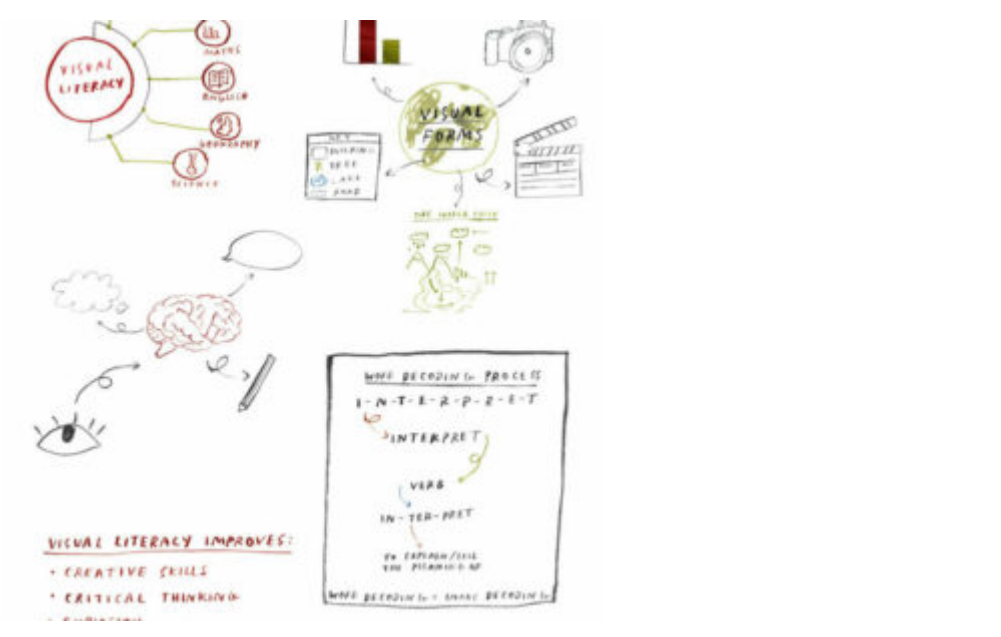 VISUAL
LITERACY
MATHS
ENGLISH
GEOGRAPHY
SCIENCE
VISUAL
FORMS
KEY
BUILDING
TREE
LAKE
ROAD
WORD DECODING PROCESS
I-N-T-E-R-P-R-E-T
INTERPRET
VERB
IN-TER-PRET
TO EXPLAIN/TELL
THE MEANING OF
WORD DECODING = IMAGE DECODING
VISUAL LITERACY IMPROVES:
• CREATIVE SKILLS
• CRITICAL THINKING